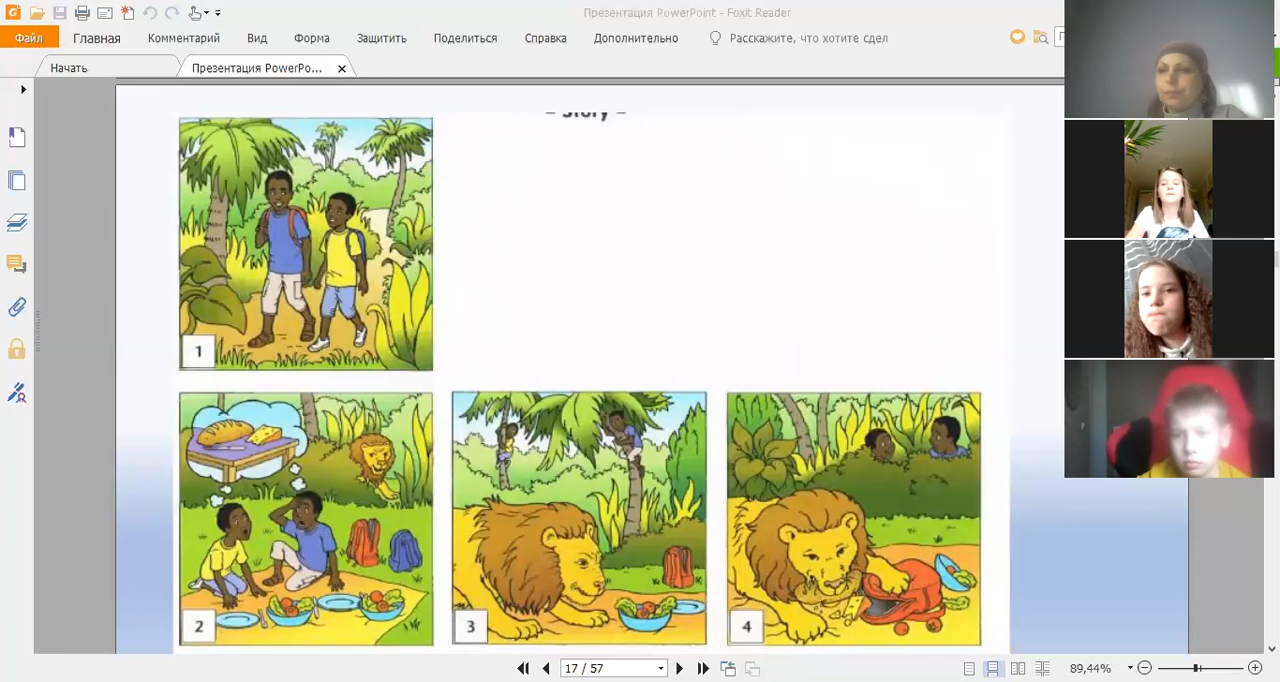 Презентация PowerPoint - Foxit Reader
Файл Главная Комментарий Вид Форма Защитить Поделиться Справка Дополнительно Расскажите, что хотите сдел
Начать Презентация PowerPo...
– Story –
1
2
3
4
17 / 57
89,44%